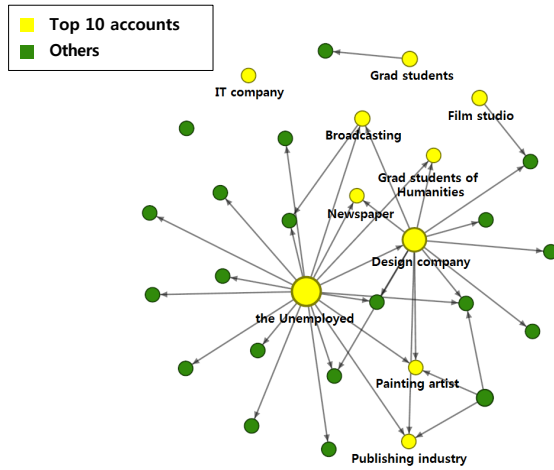 Top 10 accounts
Others
Grad students
IT company
Film studio
Broadcasting
Grad students of
Humanities
Newspaper
Design company
the Unemployed
Painting artist
Publishing industry